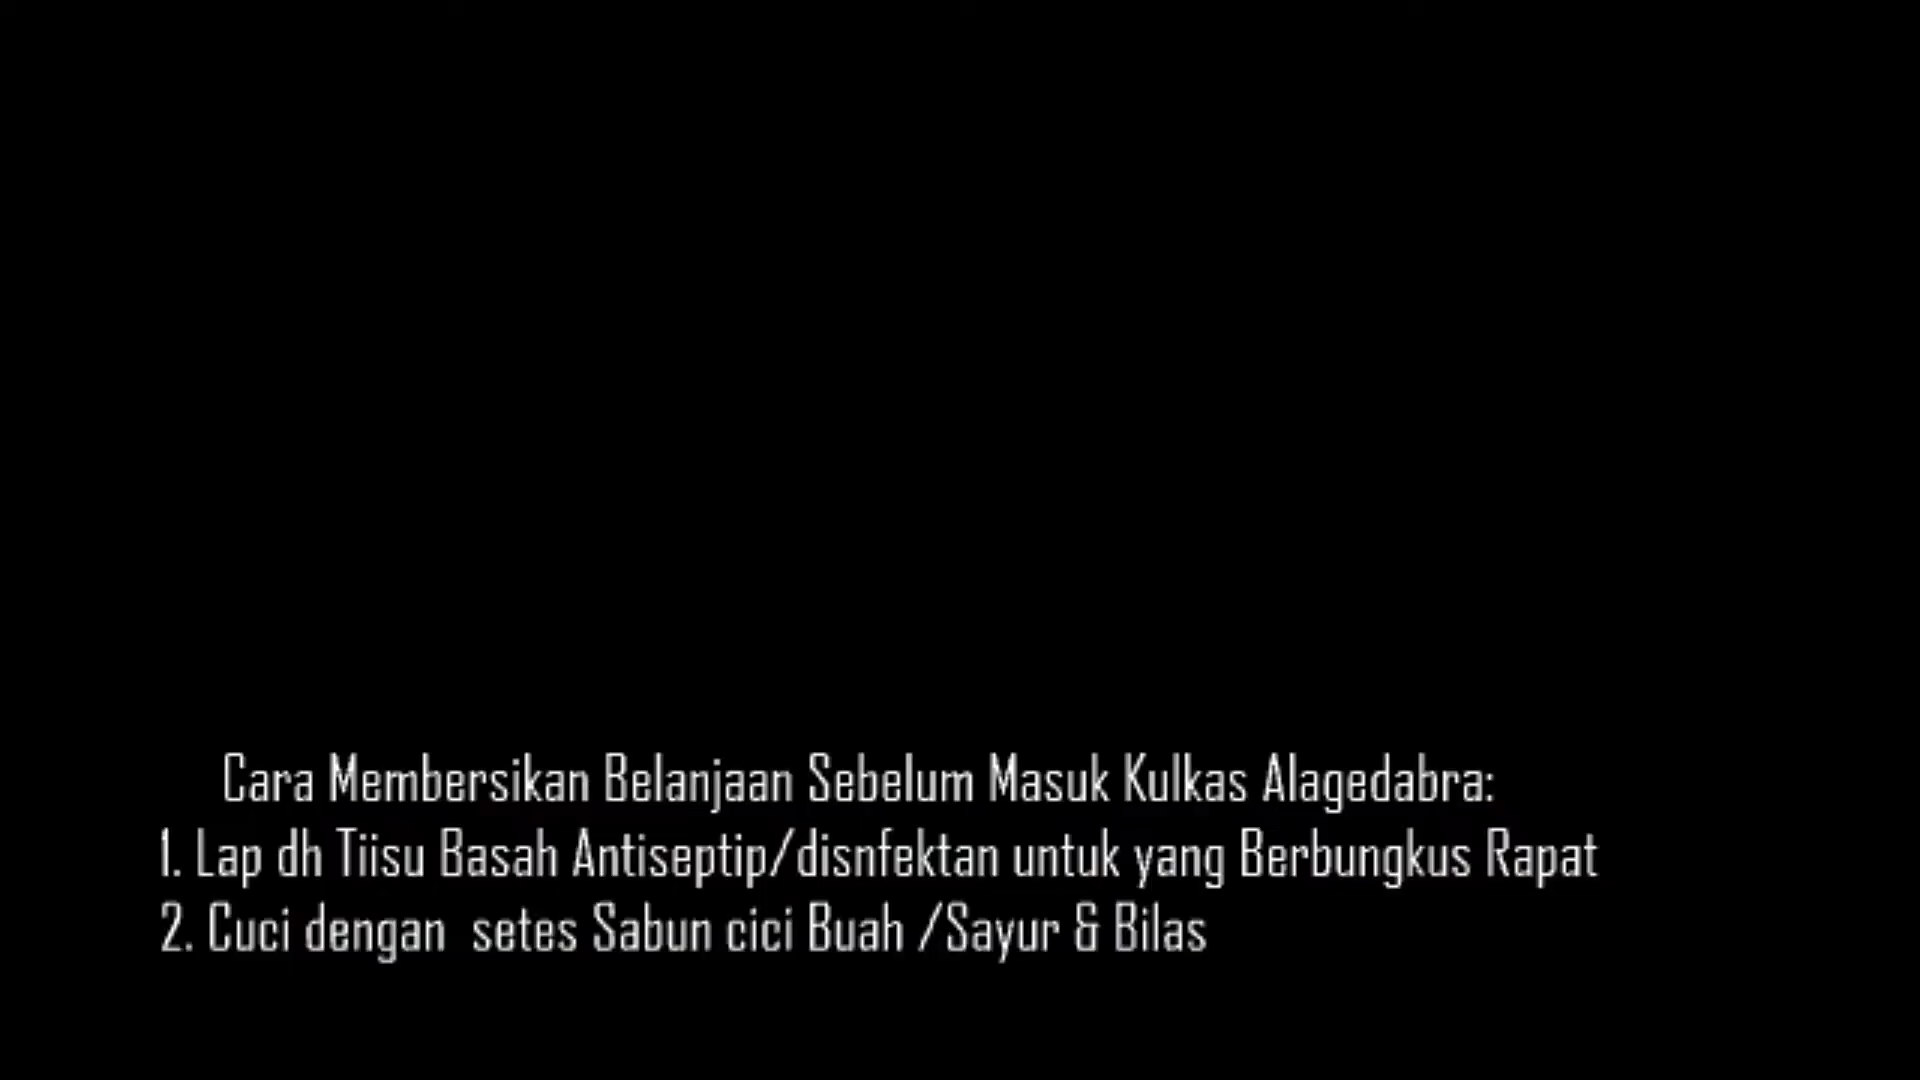 Cara Membersikan Belanjaan Sebelum Masuk Kulkas Alagedabra:
1. Lap dh Tiisu Basah Antiseptip/disnfektan untuk yang Berbungkus Rapat
2. Cuci dengan setes Sabun cici Buah /Sayur & Bilas